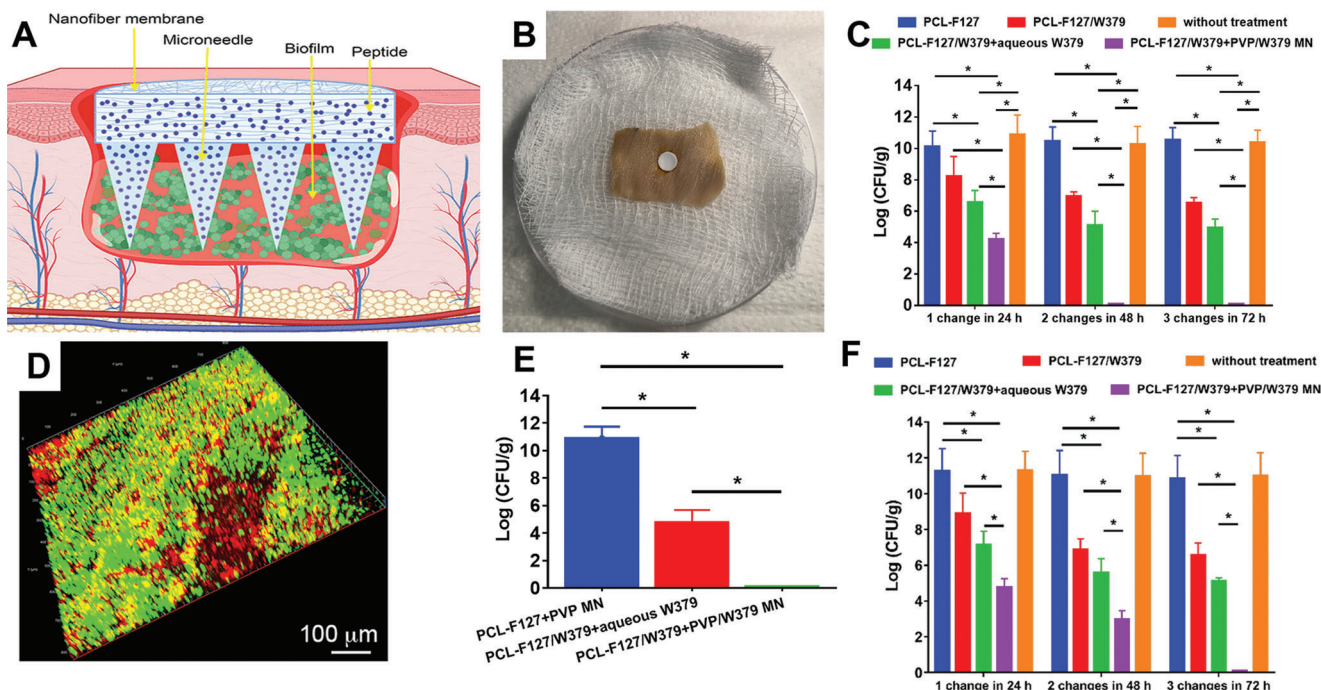 A
Nanofiber membrane
Microneedle
Biofilm
Peptide
B
C
PCL-F127
PCL-F127/W379
without treatment
PCL-F127/W379+aqueous W379
PCL-F127/W379+PVP/W379 MN
Log (CFU/g)
14
12
10
8
6
4
2
0
* * * * * *
* * * * * *
* * * * * *
1 change in 24 h
2 changes in 48 h
3 changes in 72 h
D
100 μm
E
Log (CFU/g)
14
12
10
8
6
4
2
0
*
*
*
PCL-F127+PVP MN
PCL-F127/W379+aqueous W379
PCL-F127/W379+PVP/W379 MN
F
PCL-F127
PCL-F127/W379
without treatment
PCL-F127/W379+aqueous W379
PCL-F127/W379+PVP/W379 MN
Log (CFU/g)
14
12
10
8
6
4
2
0
* * * *
* * * *
* * * *
1 change in 24 h
2 changes in 48 h
3 changes in 72 h